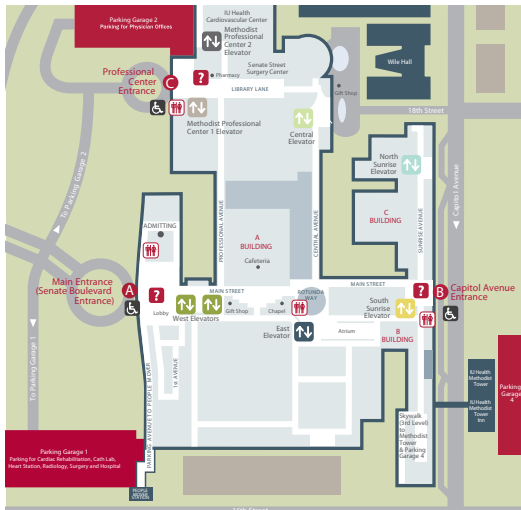 Parking Garage 2
Parking for Physician Offices
IU Health
Cardiovascular Center
Methodist
Professional
Center 2
Elevator
Senate Street
Surgery Center
Wile Hall
Professional
Center
Entrance
C
?
Pharmacy
LIBRARY LANE
Gift Shop
16th Street
Methodist Professional
Center 1 Elevator
Central
Elevator
North
Sunrise
Elevator
To Parking Garage 2
Capitol Avenue
PROFESSIONAL AVENUE
CENTRAL AVENUE
SUNRISE AVENUE
C
BUILDING
ADMITTING
A
BUILDING
Cafeteria
Main Entrance
(Senate Boulevard
Entrance)
A
?
Lobby
MAIN STREET
West Elevators
Gift Shop
Chapel
ROTUNDA
WAY
MAIN STREET
South
Sunrise
Elevator
?
B
Capitol Avenue
Entrance
East
Elevator
Atrium
B
BUILDING
To Parking Garage 1
PARKING AVENUE TO PEOPLE MOVER
1st AVENUE
IU Health
Methodist
Tower
IU Health
Methodist
Tower
Inn
Parking
Garage
4
Skywalk
(3rd Level)
to
Methodist
Tower
& Parking
Garage 4
Parking Garage 1
Parking for Cardiac Rehabilitation, Cath Lab,
Heart Station, Radiology, Surgery and Hospital
PEOPLE
MOVER
STATION